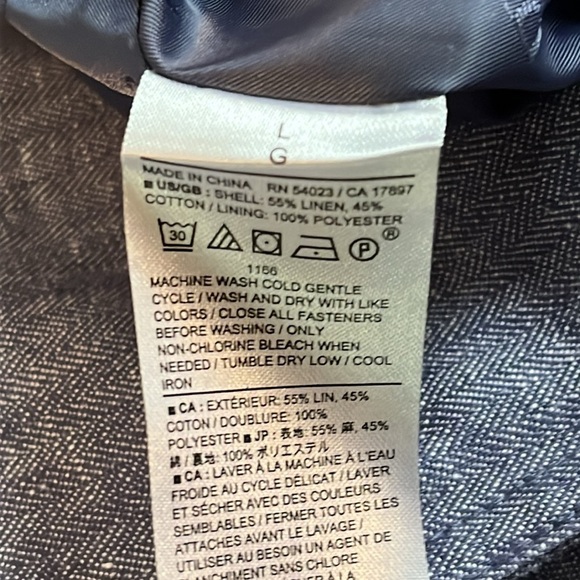 L
G
MADE IN CHINA RN 54023 / CA 17897
■ US/GB : SHELL: 55% LINEN, 45%
COTTON / LINING: 100% POLYESTER
30 P ®
1166
MACHINE WASH COLD GENTLE
CYCLE / WASH AND DRY WITH LIKE
COLORS / CLOSE ALL FASTENERS
BEFORE WASHING / ONLY
NON-CHLORINE BLEACH WHEN
NEEDED / TUMBLE DRY LOW / COOL
IRON
■ CA : EXTÉRIEUR: 55% LIN, 45%
COTON / DOUBLURE: 100%
POLYESTER ■ JP : 表地: 55% 麻, 45%
綿 / 裏地: 100% ポリエステル
■ CA : LAVER À LA MACHINE À L'EAU
FROIDE AU CYCLE DÉLICAT / LAVER
ET SÉCHER AVEC DES COULEURS
SEMBLABLES / FERMER TOUTES LES
ATTACHES AVANT LE LAVAGE /
UTILISER AU BESOIN UN AGENT DE
BLANCHIMENT SANS CHLORE